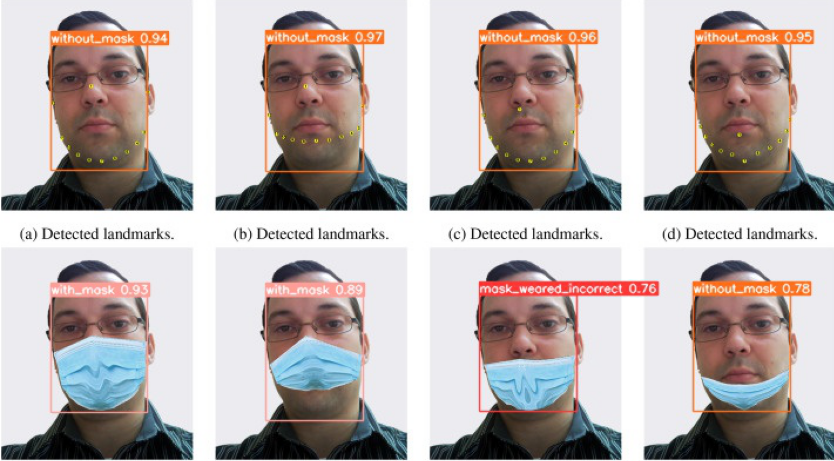 without_mask 0.94
without_mask 0.97
without_mask 0.96
without_mask 0.95
(a) Detected landmarks.
(b) Detected landmarks.
(c) Detected landmarks.
(d) Detected landmarks.
with_mask 0.93
with_mask 0.89
mask_weared_incorrect 0.76
without_mask 0.78